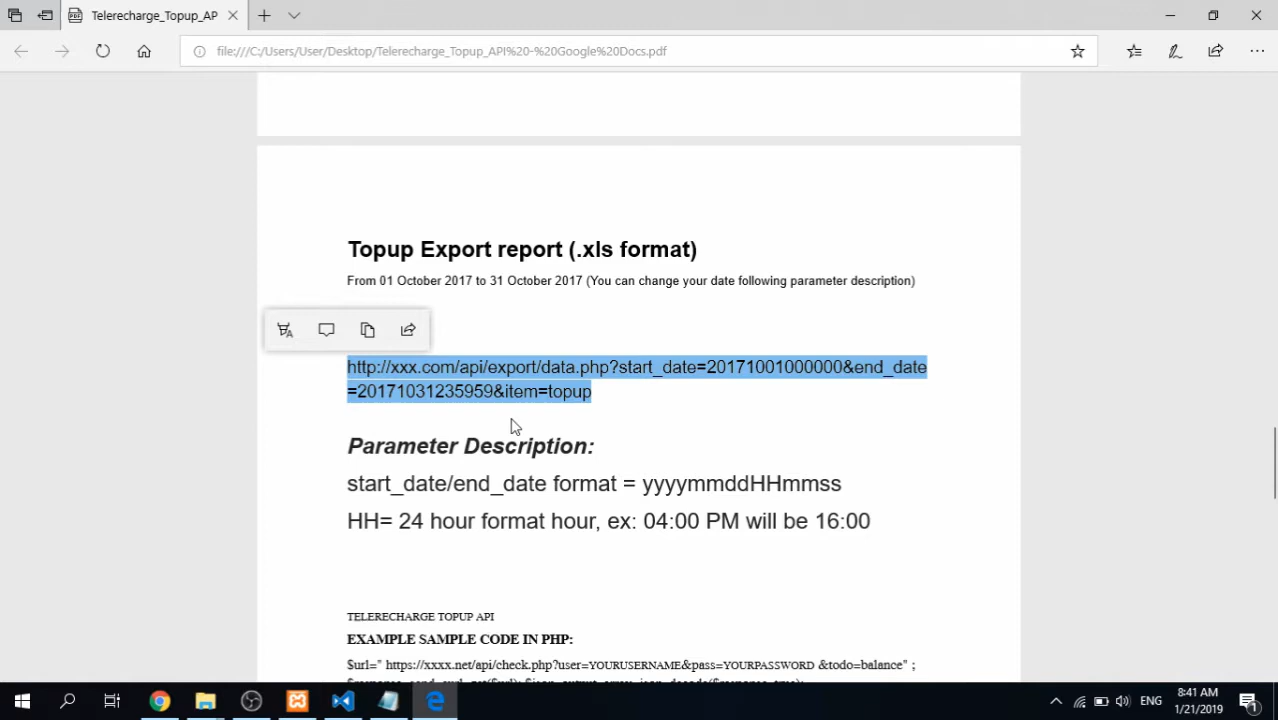 Telerecharge_Topup_AP
file:///C:/Users/User/Desktop/Telerecharge_Topup_API%20-%20Google%20Docs.pdf
Topup Export report (.xls format)
From 01 October 2017 to 31 October 2017 (You can change your date following parameter description)
http://xxx.com/api/export/data.php?start_date=20171001000000&end_date
=20171031235959&item=topup
Parameter Description:
start_date/end_date format = yyyymmddHHmmss
HH= 24 hour format hour, ex: 04:00 PM will be 16:00
TELERECHARGE TOPUP API
EXAMPLE SAMPLE CODE IN PHP:
$url=" https://xxxx.net/api/check.php?user=YOURUSERNAME&pass=YOURPASSWORD &todo=balance" ;
ENG
8:41 AM
1/21/2019